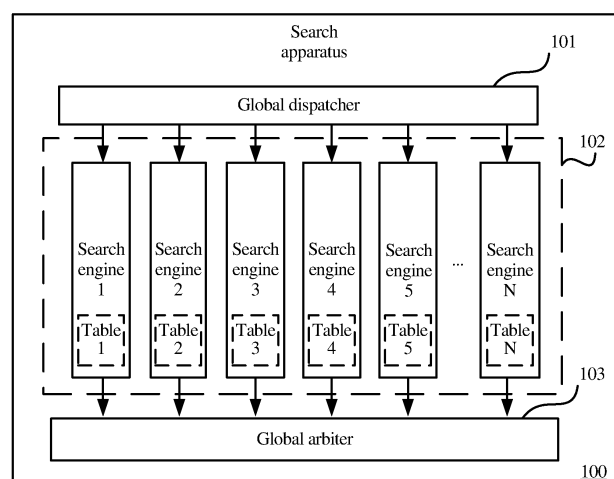 Search
apparatus
101
Global dispatcher
102
Search
engine
1
Table
1
Search
engine
2
Table
2
Search
engine
3
Table
3
Search
engine
4
Table
4
Search
engine
5
Table
5
...
Search
engine
N
Table
N
103
Global arbiter
100